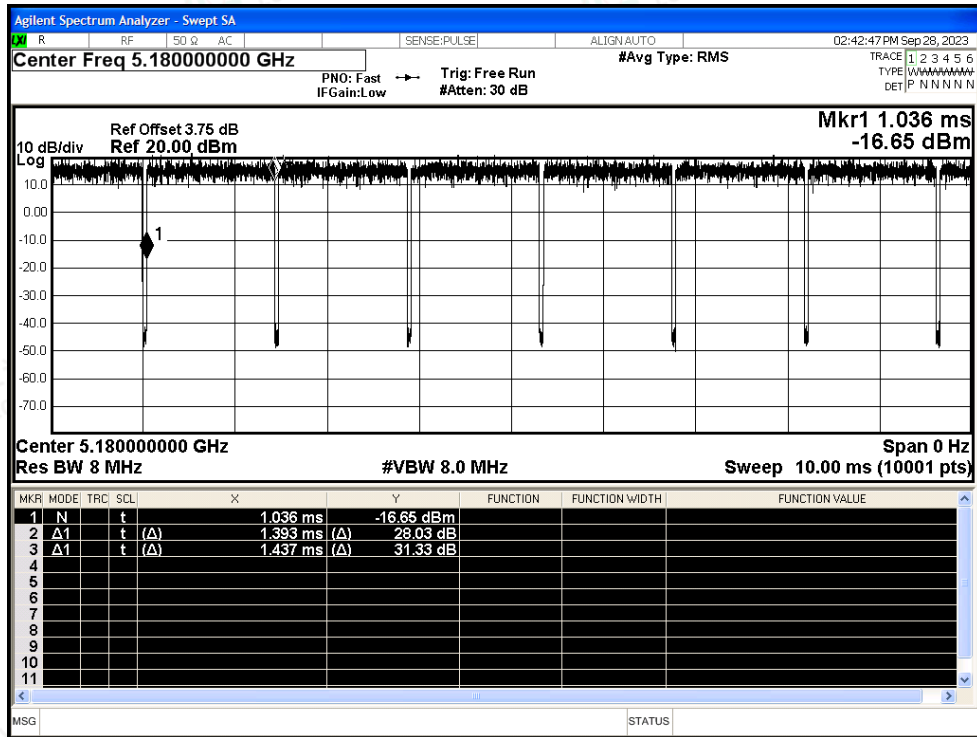 Agilent Spectrum Analyzer - Swept SA
LXI R RF 50 Ω AC SENSE:PULSE ALIGN AUTO 02:42:47 PM Sep 28, 2023
Center Freq 5.180000000 GHz #Avg Type: RMS TRACE 1 2 3 4 5 6
PNO: Fast Trig: Free Run TYPE WWWWWW
IFGain:Low #Atten: 30 dB DET P N N N N N
Mkr1 1.036 ms
-16.65 dBm
Ref Offset 3.75 dB
10 dB/div Ref 20.00 dBm
Log
10.0
0.00
-10.0
1
-20.0
-30.0
-40.0
-50.0
-60.0
-70.0
Center 5.180000000 GHz Span 0 Hz
Res BW 8 MHz #VBW 8.0 MHz Sweep 10.00 ms (10001 pts)
MKR MODE TRC SCL X Y FUNCTION FUNCTION WIDTH FUNCTION VALUE
1 N t 1.036 ms -16.65 dBm
2 Δ1 t (Δ) 1.393 ms (Δ) 28.03 dB
3 Δ1 t (Δ) 1.437 ms (Δ) 31.33 dB
4
5
6
7
8
9
10
11
MSG STATUS